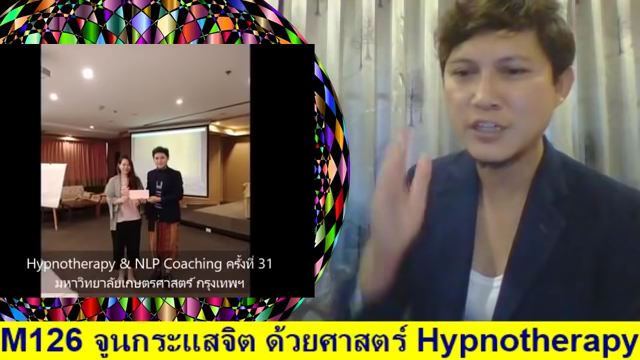 Hypnotherapy & NLP Coaching ครั้งที่ 31
มหาวิทยาลัยเกษตรศาสตร์ กรุงเทพฯ
M126 จูนกระแสจิต ด้วยศาสตร์ Hypnotherapy